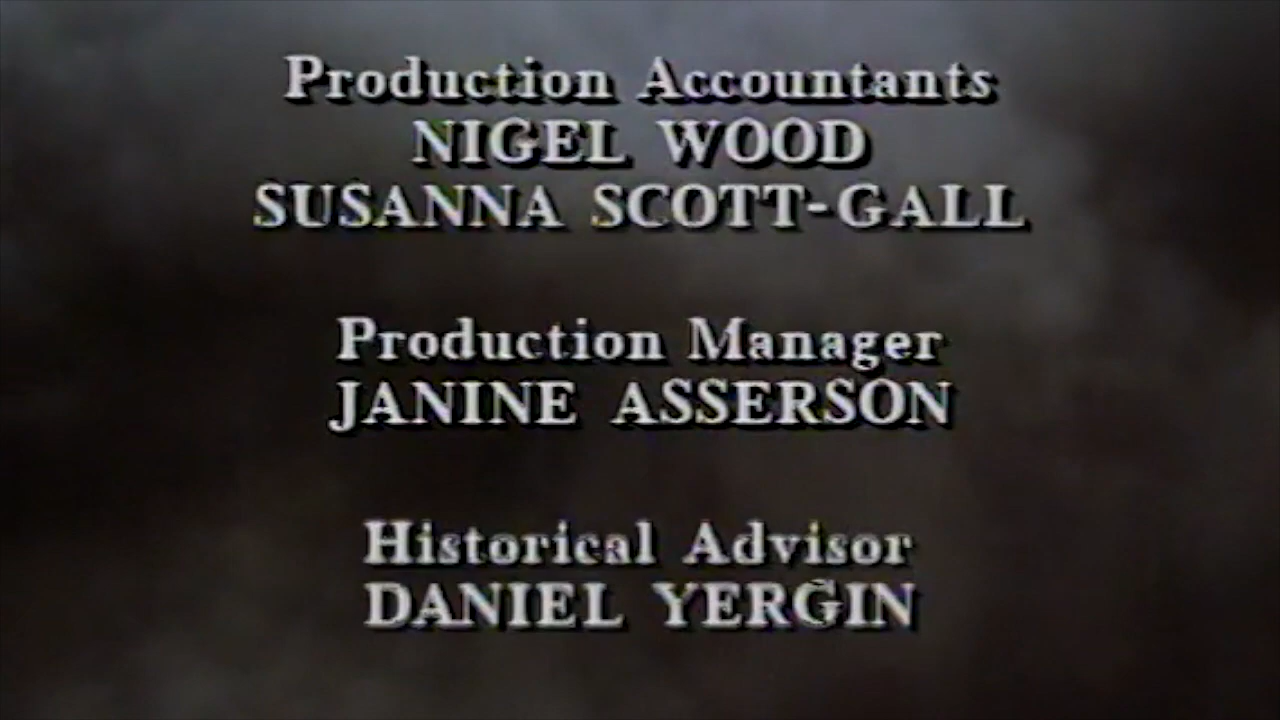 Production Accountants
NIGEL WOOD
SUSANNA SCOTT-GALL
Production Manager
JANINE ASSERSON
Historical Advisor
DANIEL YERGIN